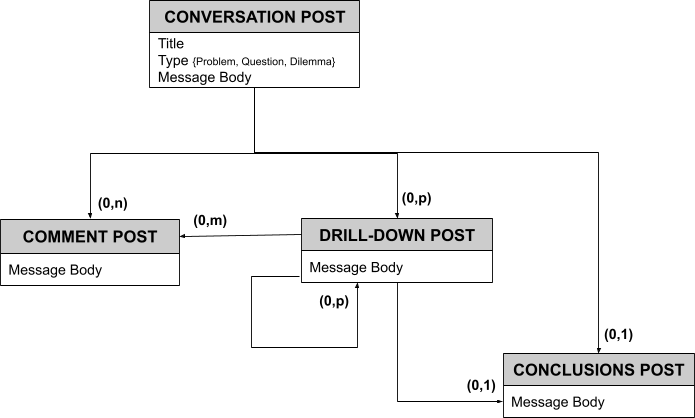 CONVERSATION POST
Title
Type {Problem, Question, Dilemma}
Message Body
(0,n)
(0,p)
(0,m)
COMMENT POST
Message Body
DRILL-DOWN POST
Message Body
(0,p)
(0,1)
(0,1)
CONCLUSIONS POST
Message Body